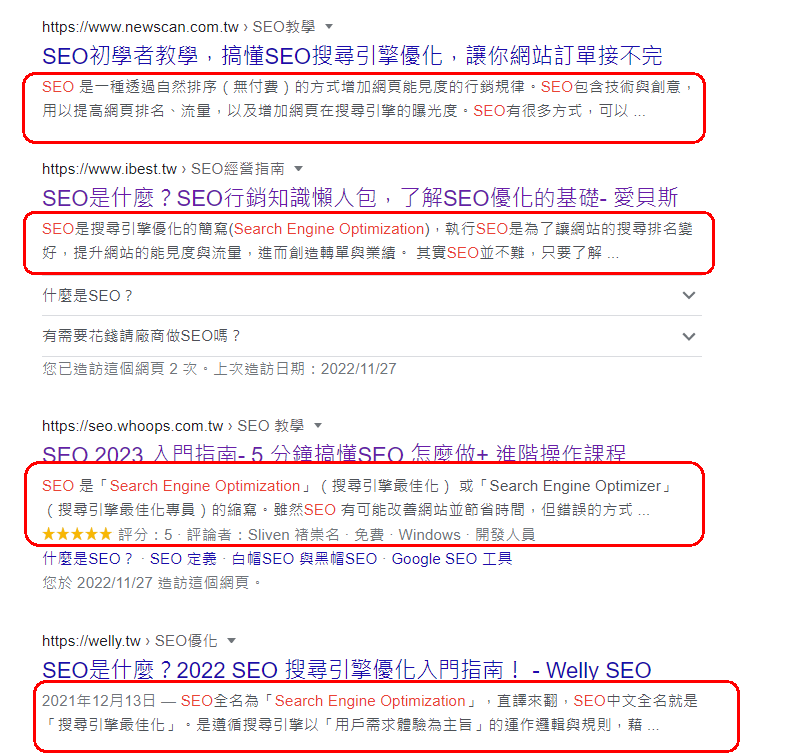 https://www.newscan.com.tw › SEO教學
SEO初學者教學，搞懂SEO搜尋引擎優化，讓你網站訂單接不完
SEO 是一種透過自然排序（無付費）的方式增加網頁能見度的行銷規律。SEO包含技術與創意，
用以提高網頁排名、流量，以及增加網頁在搜尋引擎的曝光度。SEO有很多方式，可以 ...
https://www.ibest.tw › SEO經營指南
SEO是什麼？SEO行銷知識懶人包，了解SEO優化的基礎- 愛貝斯
SEO是搜尋引擎優化的簡寫(Search Engine Optimization)，執行SEO是為了讓網站的搜尋排名變
好，提升網站的能見度與流量，進而創造轉單與業績。 其實SEO並不難，只要了解 ...
什麼是SEO？
有需要花錢請廠商做SEO嗎？
您已造訪這個網頁 2 次。上次造訪日期：2022/11/27
https://seo.whoops.com.tw › SEO 教學
SEO 2023 入門指南- 5 分鐘搞懂SEO 怎麼做+ 進階操作課程
SEO 是「Search Engine Optimization」（搜尋引擎最佳化） 或「Search Engine Optimizer」
（搜尋引擎最佳化專員）的縮寫。雖然SEO 有可能改善網站並節省時間，但錯誤的方式 ...
★★★★★ 評分：5 · 評論者：Sliven 褚崇名 · 免費 · Windows · 開發人員
什麼是SEO？ · SEO 定義 · 白帽SEO 與黑帽SEO · Google SEO 工具
您於 2022/11/27 造訪這個網頁。
https://welly.tw › SEO優化
SEO是什麼？2022 SEO 搜尋引擎優化入門指南！ - Welly SEO
2021年12月13日 — SEO全名為「Search Engine Optimization」，直譯來翻，SEO中文全名就是
「搜尋引擎最佳化」。是遵循搜尋引擎以「用戶需求體驗為主旨」的運作邏輯與規則，藉 ...